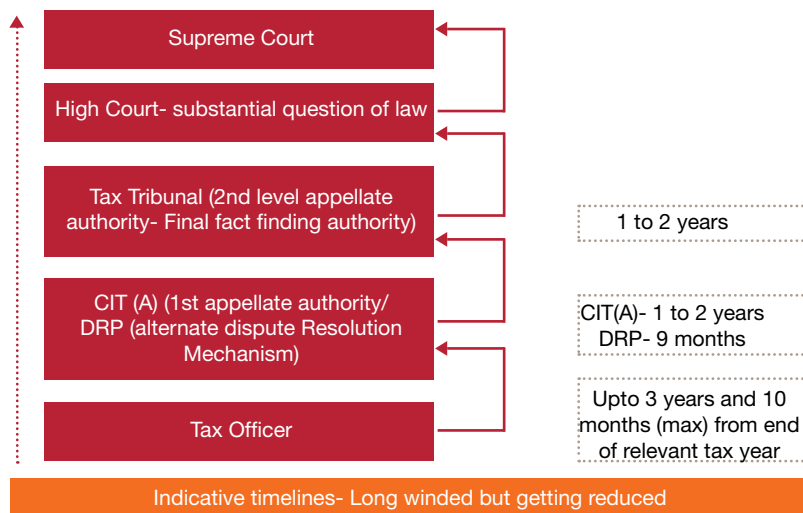 Supreme Court
High Court- substantial question of law
Tax Tribunal (2nd level appellate
authority- Final fact finding authority)
1 to 2 years
CIT (A) (1st appellate authority/
DRP (alternate dispute Resolution
Mechanism)
CIT(A)- 1 to 2 years
DRP- 9 months
Tax Officer
Upto 3 years and 10
months (max) from end
of relevant tax year
Indicative timelines- Long winded but getting reduced